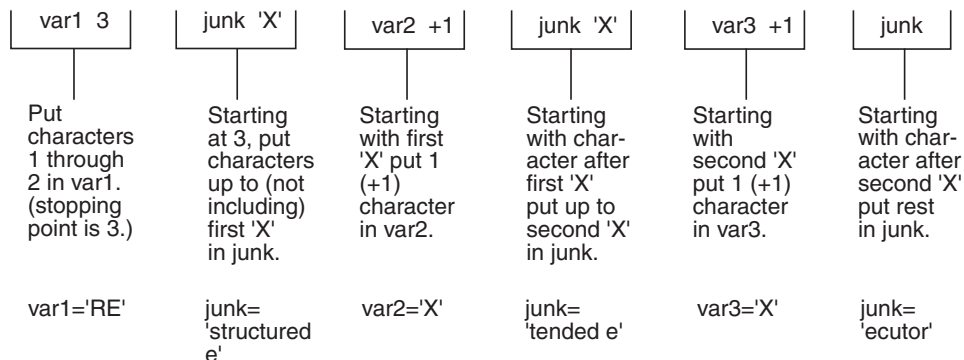 var1 3
junk 'X'
var2 +1
junk 'X'
var3 +1
junk
Put
characters
1 through
2 in var1.
(stopping
point is 3.)
Starting
at 3, put
characters
up to (not
including)
first 'X'
in junk.
Starting
with first
'X' put 1
(+1)
character
in var2.
Starting
with char-
acter after
first 'X'
put up to
second 'X'
in junk.
Starting
with
second 'X'
put 1 (+1)
character
in var3.
Starting
with char-
acter after
second 'X'
put rest
in junk.
var1='RE'
junk=
'structured
e'
var2='X'
junk=
'tended e'
var3='X'
junk=
'ecutor'